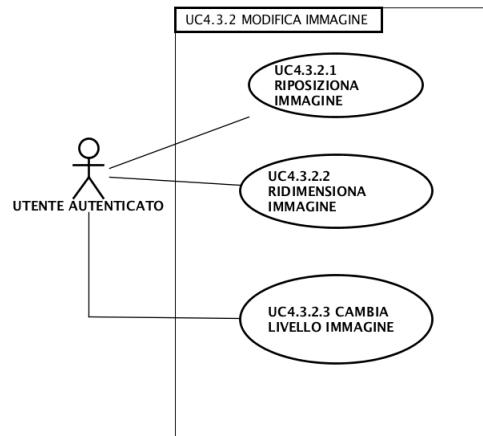 UC4.3.2 MODIFICA IMMAGINE
UC4.3.2.1
RIPOSIZIONA
IMMAGINE
UC4.3.2.2
RIDIMENSIONA
IMMAGINE
UTENTE AUTENTICATO
UC4.3.2.3 CAMBIA
LIVELLO IMMAGINE